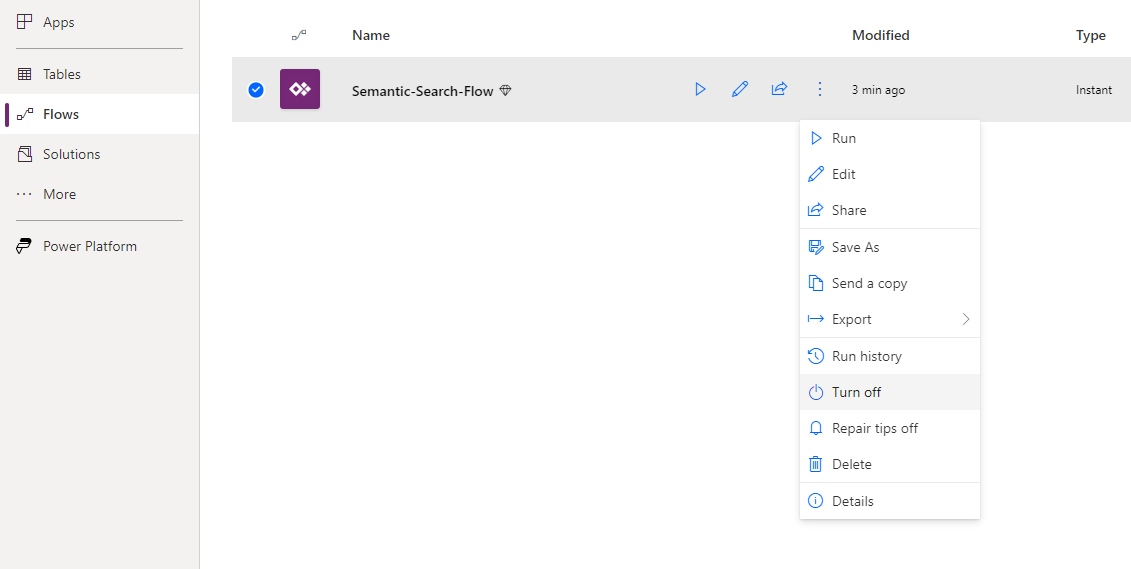 Apps
Tables
Flows
Solutions
More
Power Platform
Name Modified Type
Semantic-Search-Flow 3 min ago Instant
Run
Edit
Share
Save As
Send a copy
Export
Run history
Turn off
Repair tips off
Delete
Details